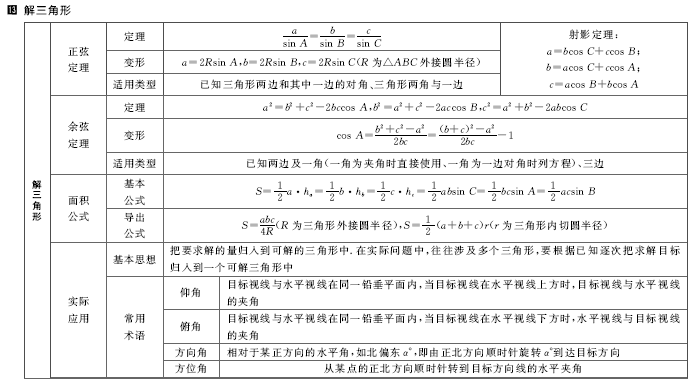 13 解三角形
解三角形
正弦定理
定理
a/sin A=b/sin B=c/sin C
射影定理:
a=bcos C+ccos B;
b=acos C+ccos A;
c=acos B+bcos A
变形
a=2Rsin A,b=2Rsin B,c=2Rsin C(R 为△ABC 外接圆半径)
适用类型
已知三角形两边和其中一边的对角、三角形两角与一边
余弦定理
定理
a²=b²+c²-2bccos A,b²=a²+c²-2accos B,c²=a²+b²-2abcos C
变形
cos A=(b²+c²-a²)/2bc=((b+c)²-a²)/2bc-1
适用类型
已知两边及一角(一角为夹角时直接使用、一角为一边对角时列方程)、三边
面积公式
基本公式
S=1/2 a·hₐ=1/2 b·h_b=1/2 c·h_c=1/2 absin C=1/2 bcsin A=1/2 acsin B
导出公式
S=abc/4R(R 为三角形外接圆半径),S=1/2(a+b+c)r(r 为三角形内切圆半径)
实际应用
基本思想
把要求解的量归入到可解的三角形中.在实际问题中,往往涉及多个三角形,要根据已知逐次把求解目标
归入到一个可解三角形中
常用术语
仰角
目标视线与水平视线在同一铅垂平面内,当目标视线在水平视线上方时,目标视线与水平视线
的夹角
俯角
目标视线与水平视线在同一铅垂平面内,当目标视线在水平视线下方时,水平视线与目标视线
的夹角
方向角
相对于某正方向的水平角,如北偏东 α°,即由正北方向顺时针旋转 α°到达目标方向
方位角
从某点的正北方向顺时针转到目标方向线的水平夹角